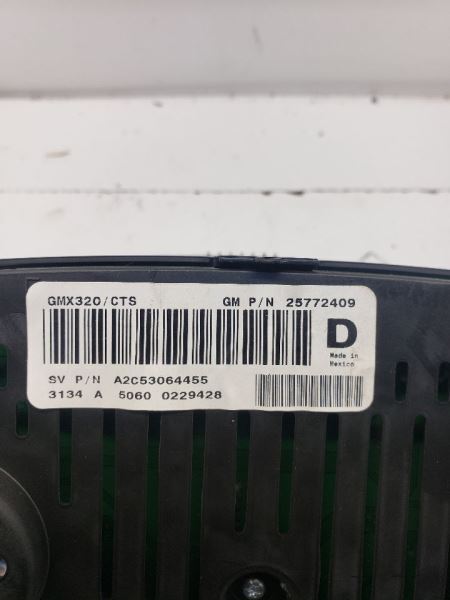 GMX320/CTS GM P/N 25772409
D
Made in
Mexico
SV P/N A2C53064455
3134 A 5060 0229428